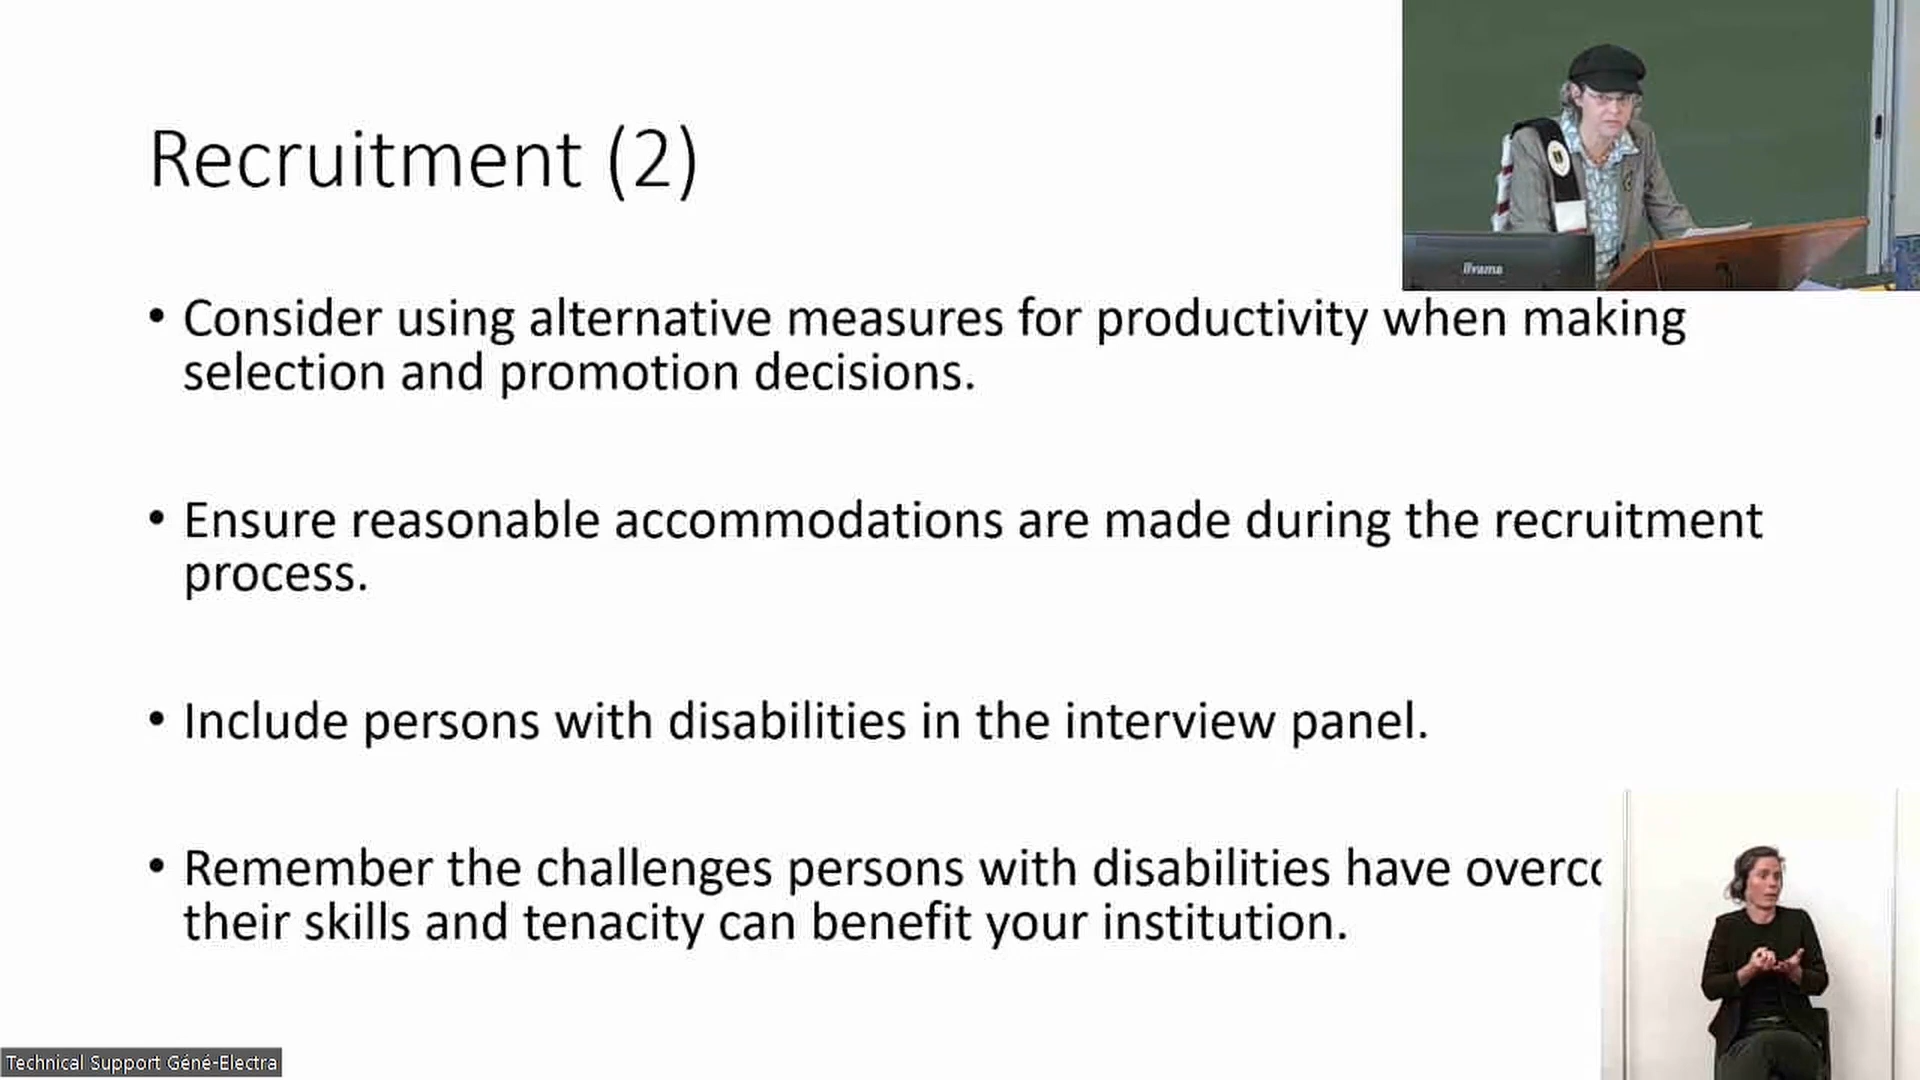 Recruitment (2)
• Consider using alternative measures for productivity when making
selection and promotion decisions.
• Ensure reasonable accommodations are made during the recruitment
process.
• Include persons with disabilities in the interview panel.
• Remember the challenges persons with disabilities have
their skills and tenacity can benefit your institution.
iiyama
Technical Support Géné-Electra